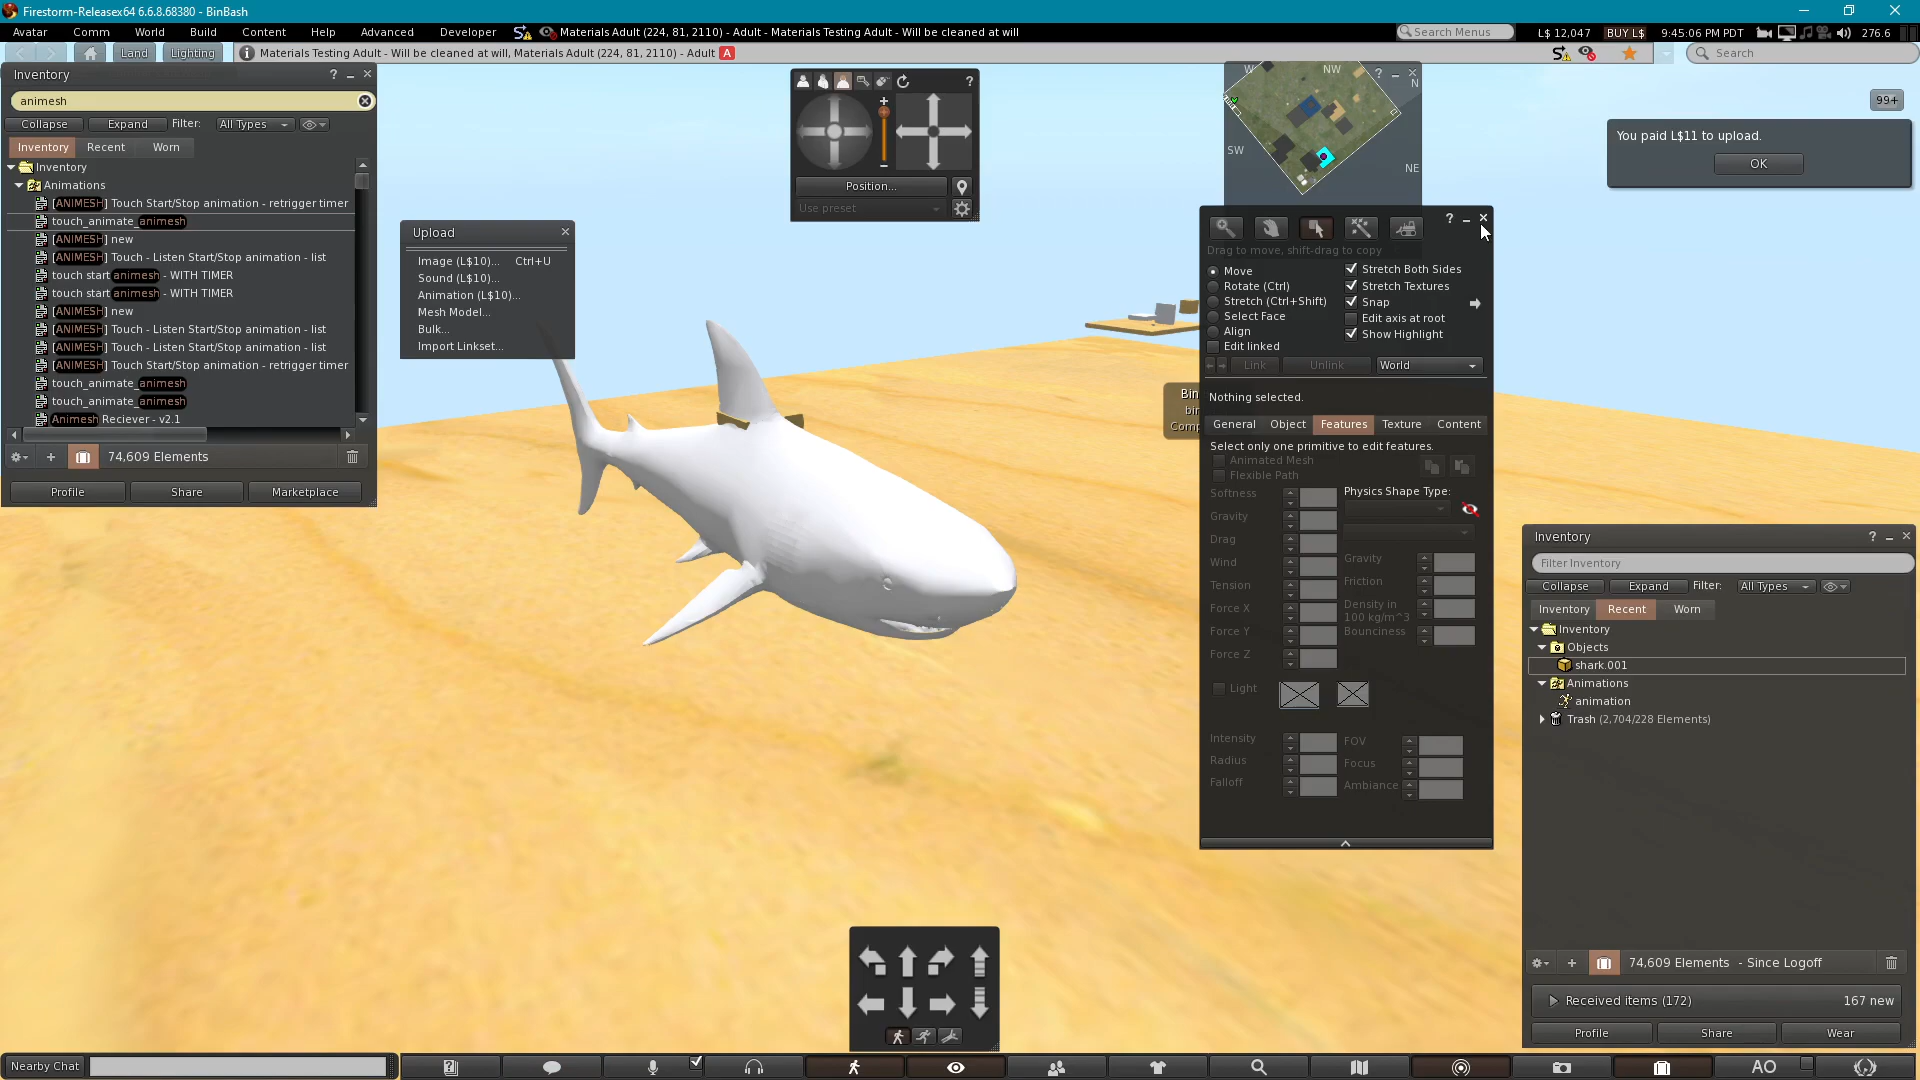 Firestorm-Releasex64 6.6.8.68380 - BinBash
Avatar Comm World Build Content Help Advanced Developer
Materials Testing Adult (224, 81, 2110) - Adult - Materials Testing Adult - Will be cleaned at will
Search Menus L$ 12,047 BUY L$ 9:45:06 PM PDT 276.6
Land Lighting
Materials Testing Adult - Will be cleaned at will, Materials Adult (224, 81, 2110) - Adult A
Search
Inventory ?
animesh
Collapse Expand Filter: All Types
Inventory Recent Worn
Inventory
Animations
[ANIMESH] Touch Start/Stop animation - retrigger timer
touch_animate_animesh
[ANIMESH] new
[ANIMESH] Touch - Listen Start/Stop animation - list
touch start animesh - WITH TIMER
touch start animesh - WITH TIMER
[ANIMESH] new
[ANIMESH] Touch - Listen Start/Stop animation - list
[ANIMESH] Touch - Listen Start/Stop animation - list
[ANIMESH] Touch Start/Stop animation - retrigger timer
touch_animate_animesh
touch_animate_animesh
Animesh Reciever - v2.1
74,609 Elements
Profile Share Marketplace
Upload
Image (L$10)... Ctrl+U
Sound (L$10)...
Animation (L$10)...
Mesh Model...
Bulk...
Import Linkset...
?
Position...
Use preset
W NW N
SW NE
?
99+
You paid L$11 to upload.
OK
Bin
bin
Comp
?
Drag to move, shift-drag to copy
Move
Rotate (Ctrl)
Stretch (Ctrl+Shift)
Select Face
Align
Edit linked
Stretch Both Sides
Stretch Textures
Snap
Edit axis at root
Show Highlight
Link Unlink World
Nothing selected.
General Object Features Texture Content
Select only one primitive to edit features.
Animated Mesh
Flexible Path
Softness
Gravity
Drag
Wind
Tension
Force X
Force Y
Force Z
Physics Shape Type:
Gravity
Friction
Density in
100 kg/m^3
Bounciness
Light
Intensity
Radius
Falloff
FOV
Focus
Ambiance
Inventory ?
Filter Inventory
Collapse Expand Filter: All Types
Inventory Recent Worn
Inventory
Objects
shark.001
Animations
animation
Trash (2,704/228 Elements)
74,609 Elements - Since Logoff
Received items (172) 167 new
Profile Share Wear
Nearby Chat
AO